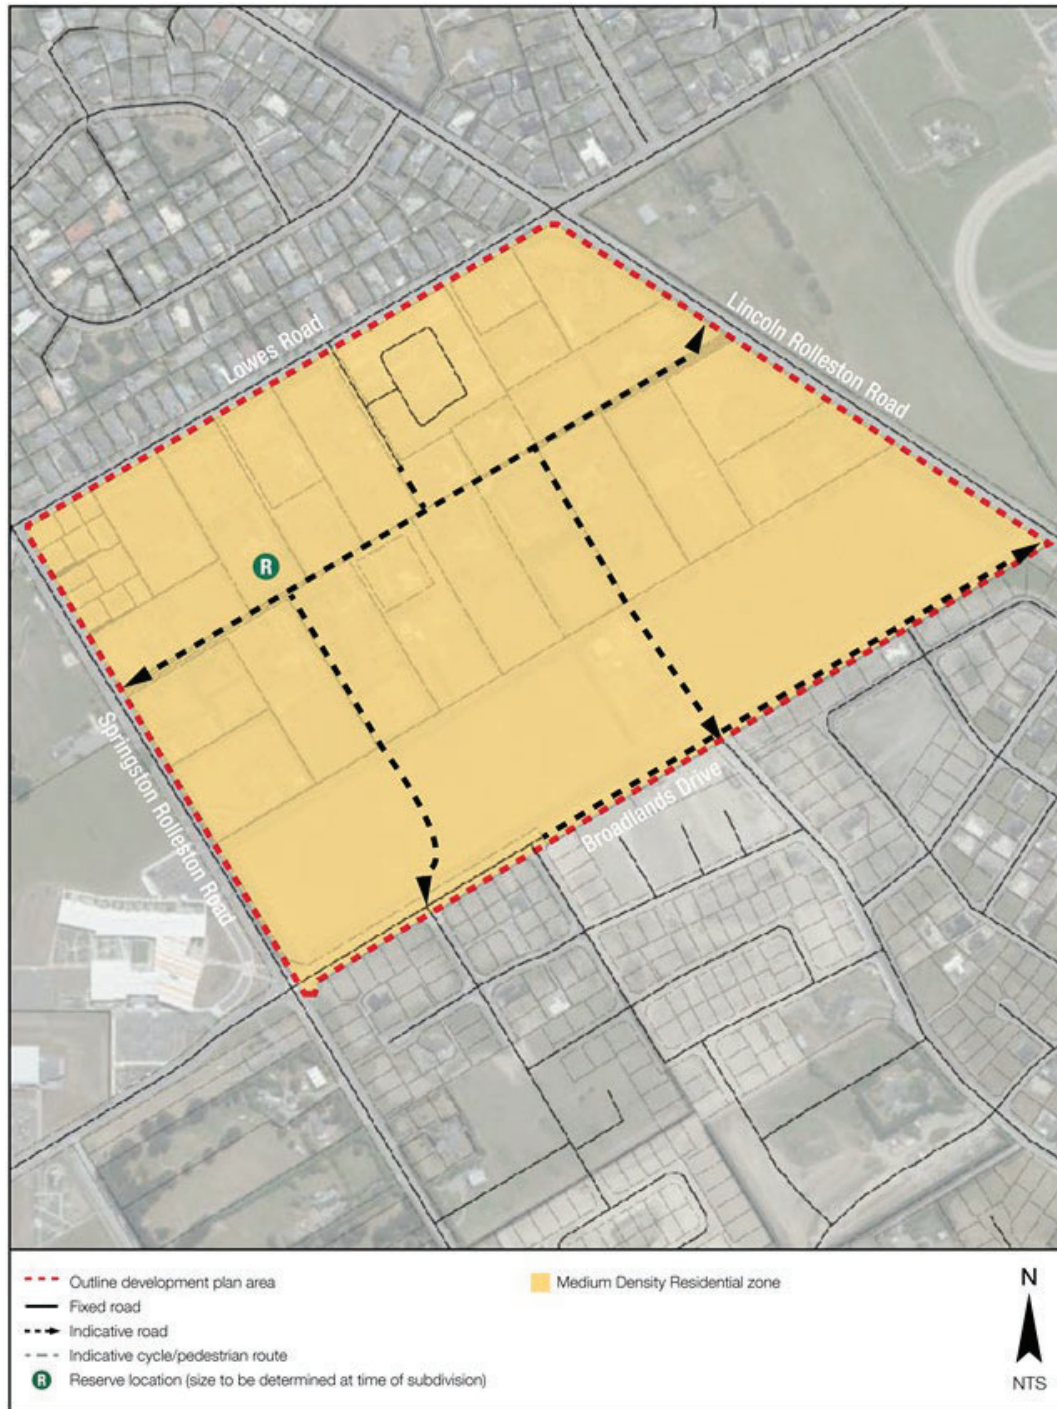 Lowes Road
Lincoln Rolleston Road
Springston Rolleston Road
Broadlands Drive
R
Outline development plan area
Fixed road
Indicative road
Indicative cycle/pedestrian route
R Reserve location (size to be determined at time of subdivision)
Medium Density Residential zone
N
NTS